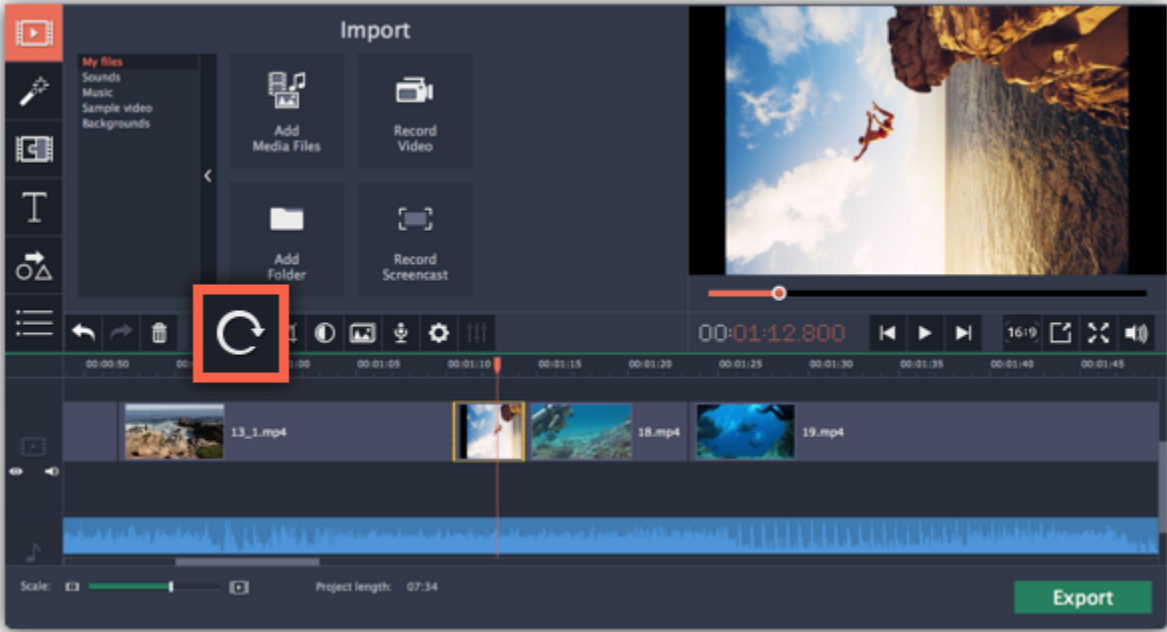 Import
My files
Sounds
Music
Sample video
Backgrounds
Add
Media Files
Record
Video
Add
Folder
Record
Screencast
00:01:12.800
16:9
00:00:50
00:01:05
00:01:10
00:01:15
00:01:20
00:01:25
00:01:30
00:01:35
00:01:40
00:01:45
13_1.mp4
18.mp4
19.mp4
Scale:
Project length: 07:34
Export